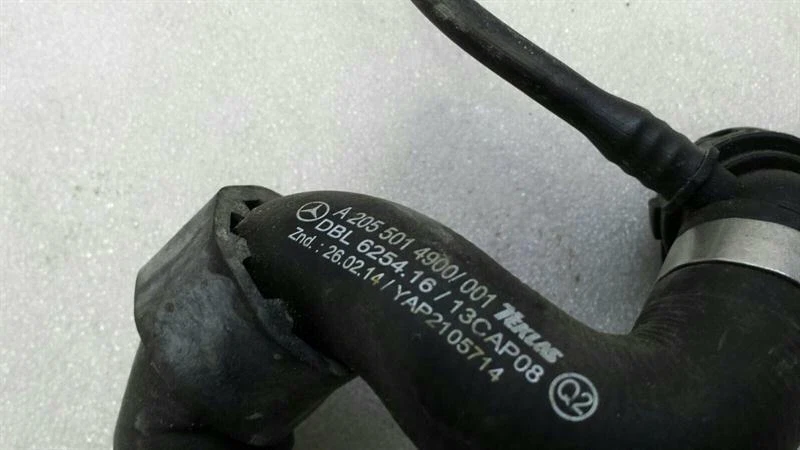 A 205 501 4900/001 TEKLAS
DBL 6254.16 / 13CAP08
Znd.: 26.02.14 / YAP2105714
Q2